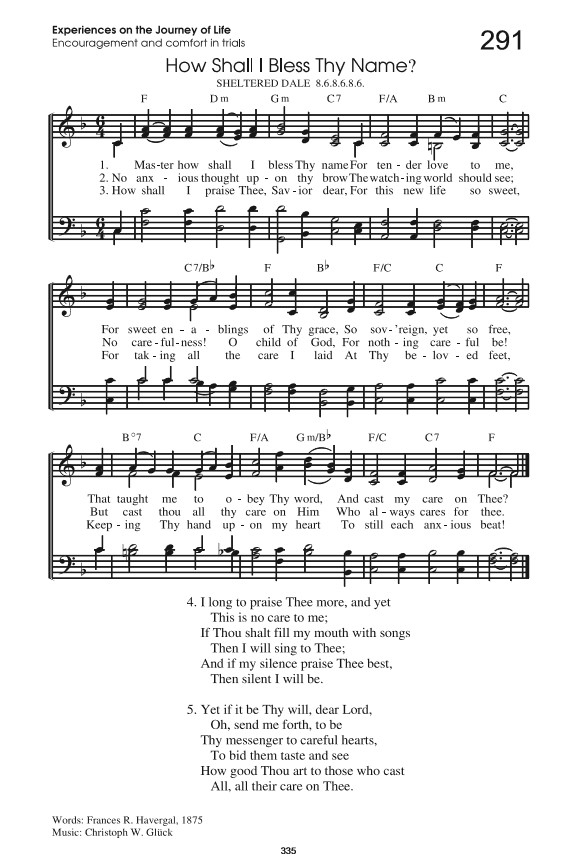 Experiences on the Journey of Life
Encouragement and comfort in trials
291
How Shall I Bless Thy Name?
SHELTERED DALE 8.6.8.6.8.6.
F Dm Gm C7 F/A Bm C
1. Mas-ter how shall I bless Thy name For ten-der love to me,
2. No anx-ious thought up-on thy brow The watch-ing world should see;
3. How shall I praise Thee, Sav-ior dear, For this new life so sweet,
C7/B♭ F B♭ F/C C F
For sweet en-a-blings of Thy grace, So sov-'reign, yet so free,
No care-ful-ness! O child of God, For noth-ing care-ful be!
For tak-ing all the care I laid At Thy be-lov-ed feet,
B°7 C F/A Gm/B♭ F/C C7 F
That taught me to o-bey Thy word, And cast my care on Thee?
But cast thou all thy care on Him Who al-ways cares for thee.
Keep-ing Thy hand up-on my heart To still each anx-ious beat!
4. I long to praise Thee more, and yet
This is no care to me;
If Thou shalt fill my mouth with songs
Then I will sing to Thee;
And if my silence praise Thee best,
Then silent I will be.
5. Yet if it be Thy will, dear Lord,
Oh, send me forth, to be
Thy messenger to careful hearts,
To bid them taste and see
How good Thou art to those who cast
All, all their care on Thee.
Words: Frances R. Havergal, 1875
Music: Christoph W. Glück
335